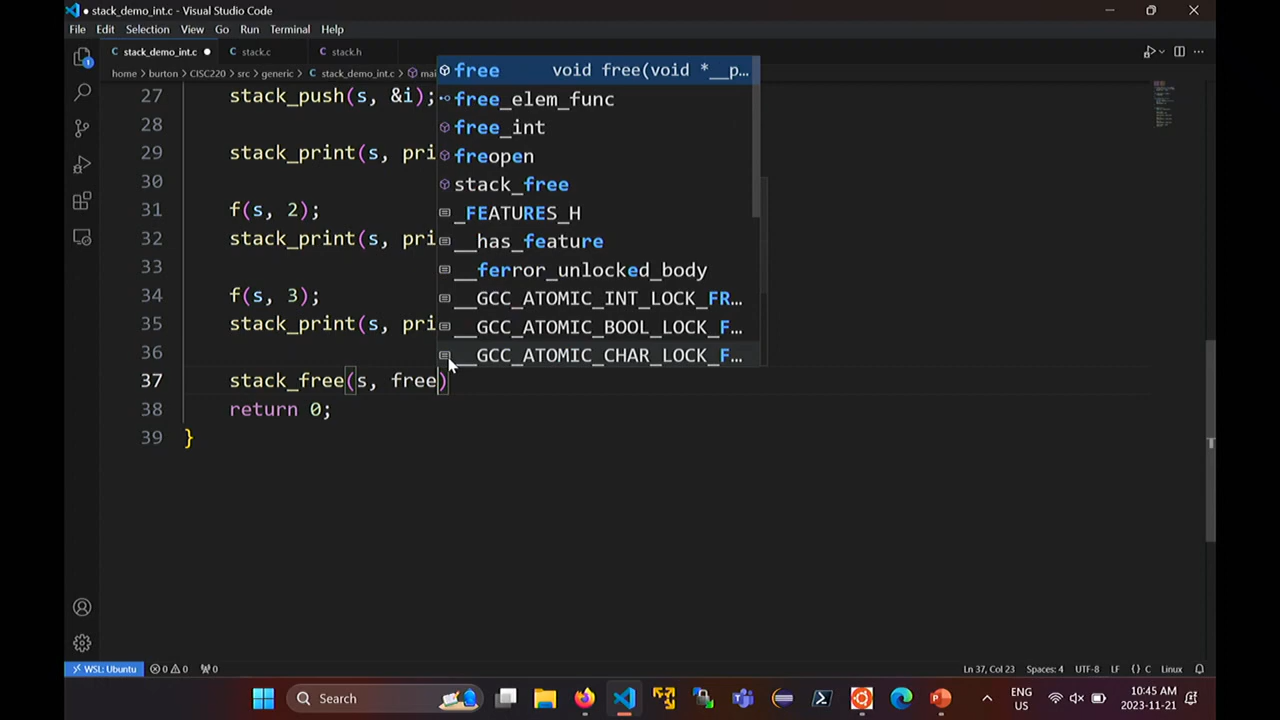 stack_demo_int.c - Visual Studio Code
File Edit Selection View Go Run Terminal Help
stack_demo_int.c stack.c stack.h
home > burton > CISC220 > src > generic > stack_demo_int.c > mai
27 stack_push(s, &i);
28
29 stack_print(s, pri
30
31 f(s, 2);
32 stack_print(s, pri
33
34 f(s, 3);
35 stack_print(s, pri
36
37 stack_free(s, free)
38 return 0;
39 }
free void free(void *__p…
free_elem_func
free_int
freopen
stack_free
_FEATURES_H
__has_feature
__ferror_unlocked_body
__GCC_ATOMIC_INT_LOCK_FR…
__GCC_ATOMIC_BOOL_LOCK_F…
__GCC_ATOMIC_CHAR_LOCK_F…
1
WSL: Ubuntu 0 0 0 Ln 37, Col 23 Spaces: 4 UTF-8 LF {} C Linux
Search ENG US 10:45 AM 2023-11-21